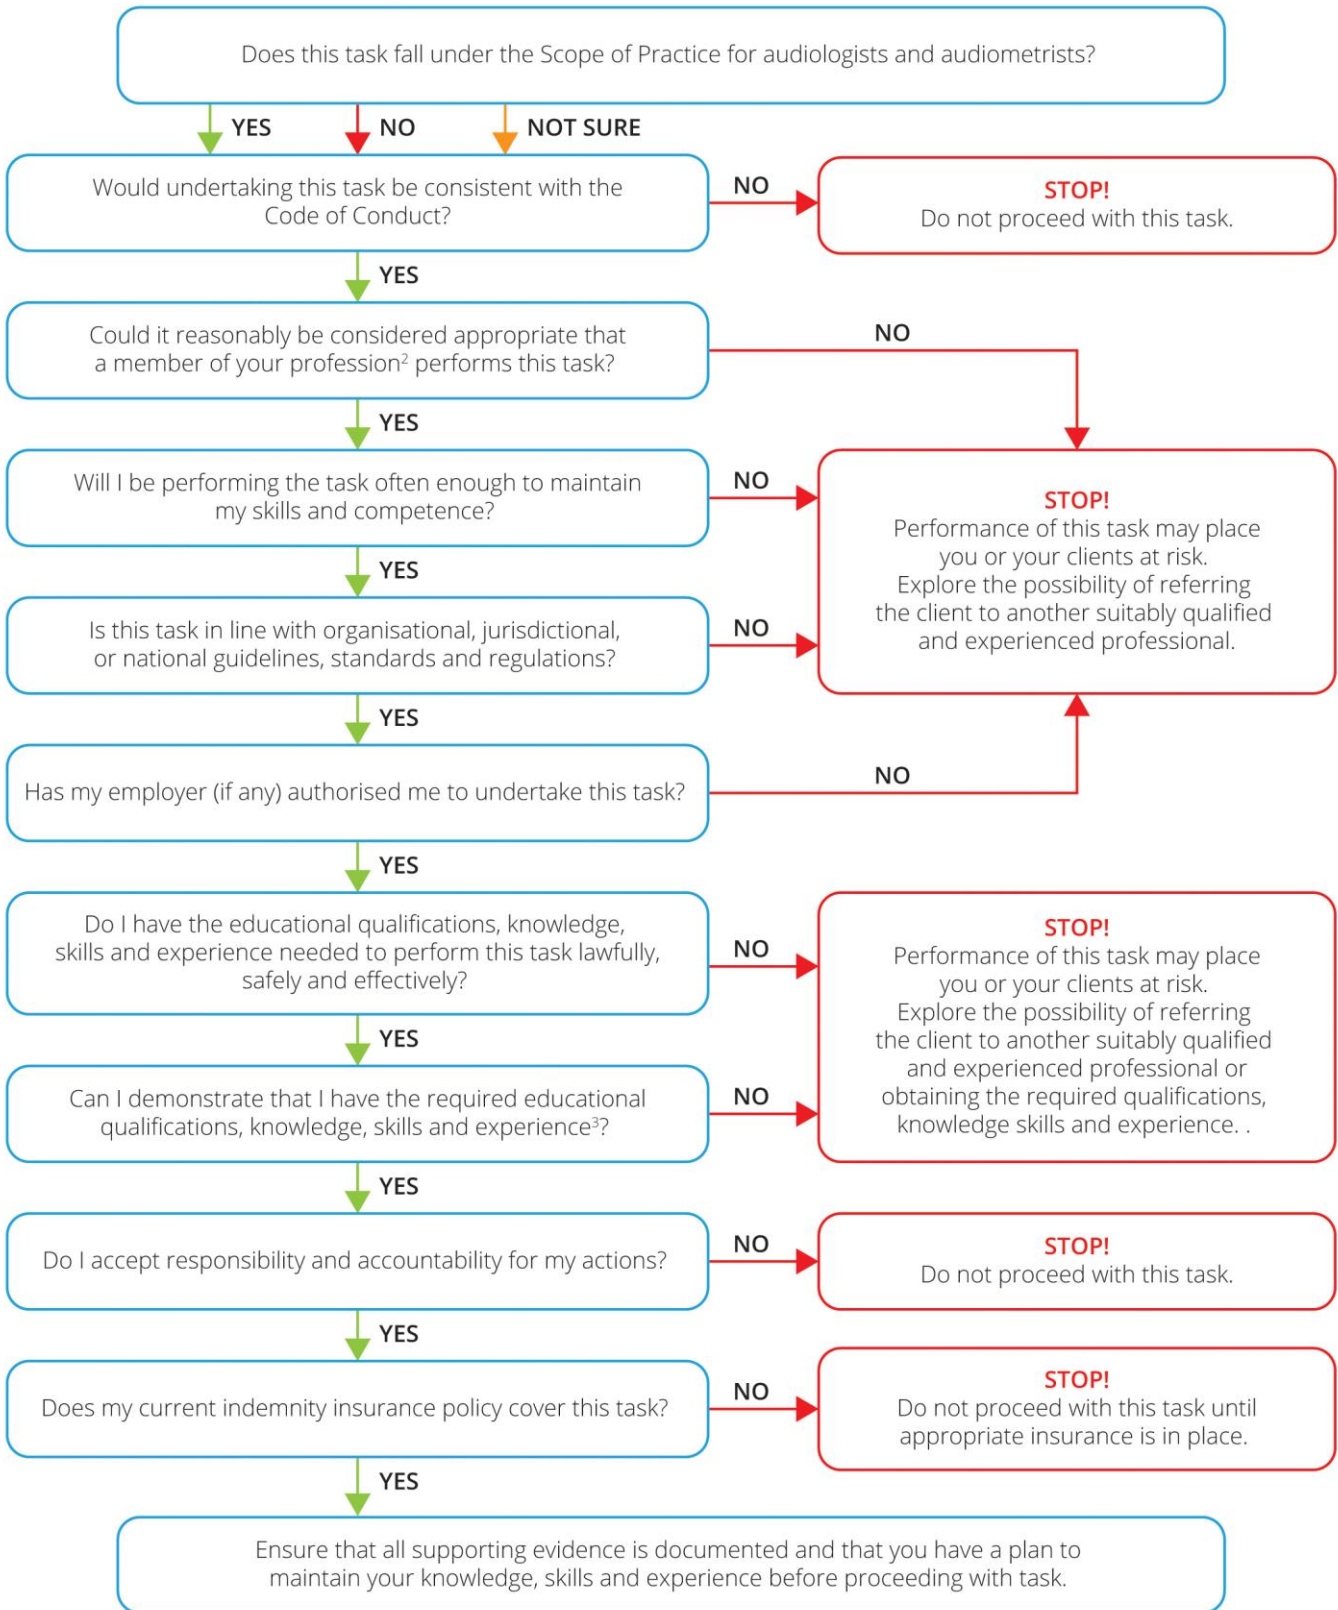 Does this task fall under the Scope of Practice for audiologists and audiometrists?
YES
NO
NOT SURE
Would undertaking this task be consistent with the
Code of Conduct?
NO
STOP!
Do not proceed with this task.
YES
Could it reasonably be considered appropriate that
a member of your profession² performs this task?
NO
YES
Will I be performing the task often enough to maintain
my skills and competence?
NO
STOP!
Performance of this task may place
you or your clients at risk.
Explore the possibility of referring
the client to another suitably qualified
and experienced professional.
YES
Is this task in line with organisational, jurisdictional,
or national guidelines, standards and regulations?
NO
YES
Has my employer (if any) authorised me to undertake this task?
NO
YES
Do I have the educational qualifications, knowledge,
skills and experience needed to perform this task lawfully,
safely and effectively?
NO
STOP!
Performance of this task may place
you or your clients at risk.
Explore the possibility of referring
the client to another suitably qualified
and experienced professional or
obtaining the required qualifications,
knowledge skills and experience. .
YES
Can I demonstrate that I have the required educational
qualifications, knowledge, skills and experience³?
NO
YES
Do I accept responsibility and accountability for my actions?
NO
STOP!
Do not proceed with this task.
YES
Does my current indemnity insurance policy cover this task?
NO
STOP!
Do not proceed with this task until
appropriate insurance is in place.
YES
Ensure that all supporting evidence is documented and that you have a plan to
maintain your knowledge, skills and experience before proceeding with task.